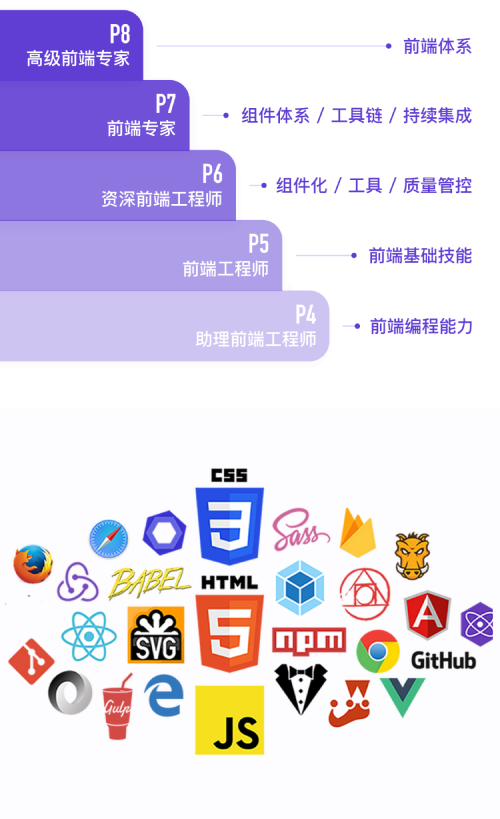 P8
高级前端专家
前端体系
P7
前端专家
组件体系 / 工具链 / 持续集成
P6
资深前端工程师
组件化 / 工具 / 质量管控
P5
前端工程师
前端基础技能
P4
助理前端工程师
前端编程能力
CSS
3
Sass
BABEL
HTML
5
SVG
npm
A
GitHub
Gulp
JS